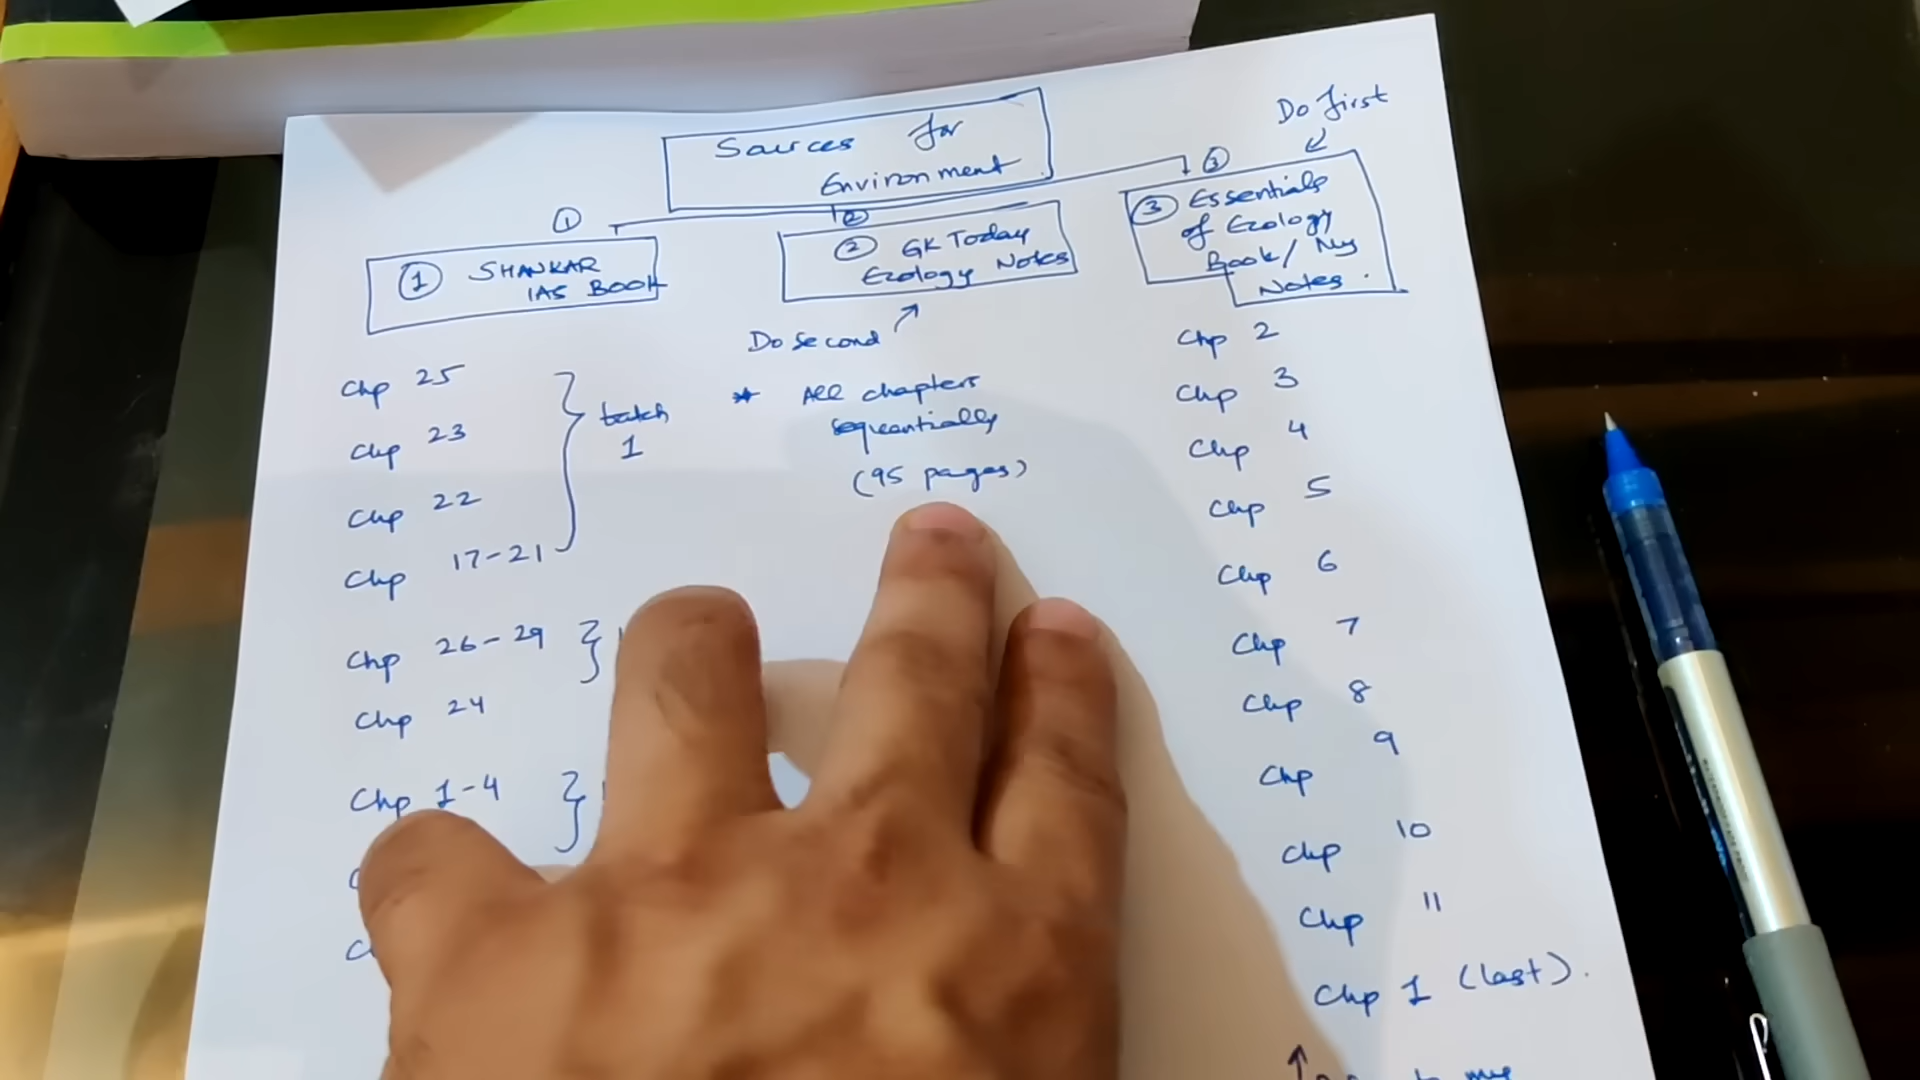 Sources for
Environment
Do first
①
②
③
① SHANKAR
IAS BOOK
② GK Today
Ecology Notes
③ Essentials
of Ecology
Book / My
Notes.
Do Second
Chp 25
Chp 23
Chp 22
Chp 17-21
batch
1
Chp 26-29
Chp 24
Chp 1-4
* All chapters
sequentially
(95 pages)
Chp 2
Chp 3
Chp 4
Chp 5
Chp 6
Chp 7
Chp 8
Chp 9
Chp 10
Chp 11
Chp 1 (last).
my